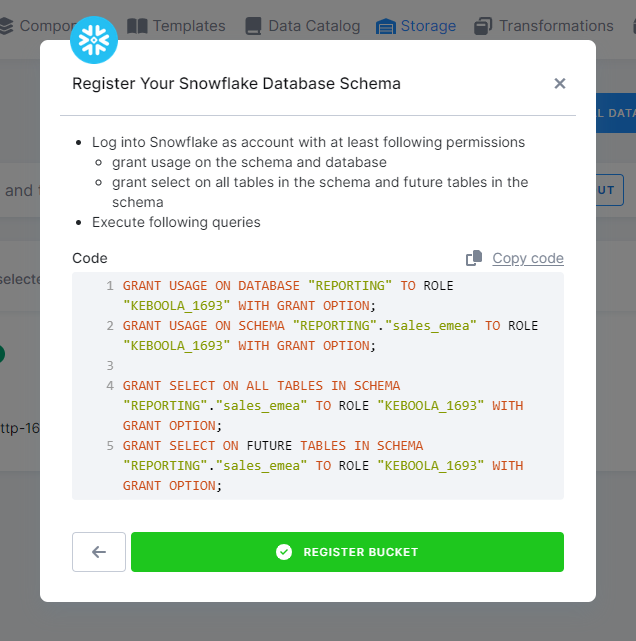 Compo
Templates
Data Catalog
Storage
Transformations
Register Your Snowflake Database Schema
L DATA
Log into Snowflake as account with at least following permissions
grant usage on the schema and database
grant select on all tables in the schema and future tables in the
schema
Execute following queries
and
UT
selecte
Code
Copy code
1 GRANT USAGE ON DATABASE "REPORTING" TO ROLE
"KEBOOLA_1693" WITH GRANT OPTION;
2 GRANT USAGE ON SCHEMA "REPORTING"."sales_emea" TO ROLE
"KEBOOLA_1693" WITH GRANT OPTION;
3
4 GRANT SELECT ON ALL TABLES IN SCHEMA
"REPORTING"."sales_emea" TO ROLE "KEBOOLA_1693" WITH
GRANT OPTION;
5 GRANT SELECT ON FUTURE TABLES IN SCHEMA
"REPORTING"."sales_emea" TO ROLE "KEBOOLA_1693" WITH
GRANT OPTION;
ttp-16
REGISTER BUCKET